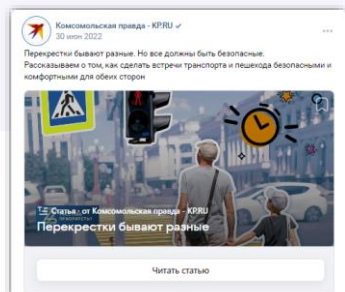 Комсомольская правда - KP.RU
30 июн 2022
Перекрестки бывают разные. Но все должны быть безопасные.
Рассказываем о том, как сделать встречи транспорта и пешехода безопасными и
комфортными для обеих сторон
Статья · от Комсомольская правда - KP.RU
Перекрестки бывают разные
Читать статью